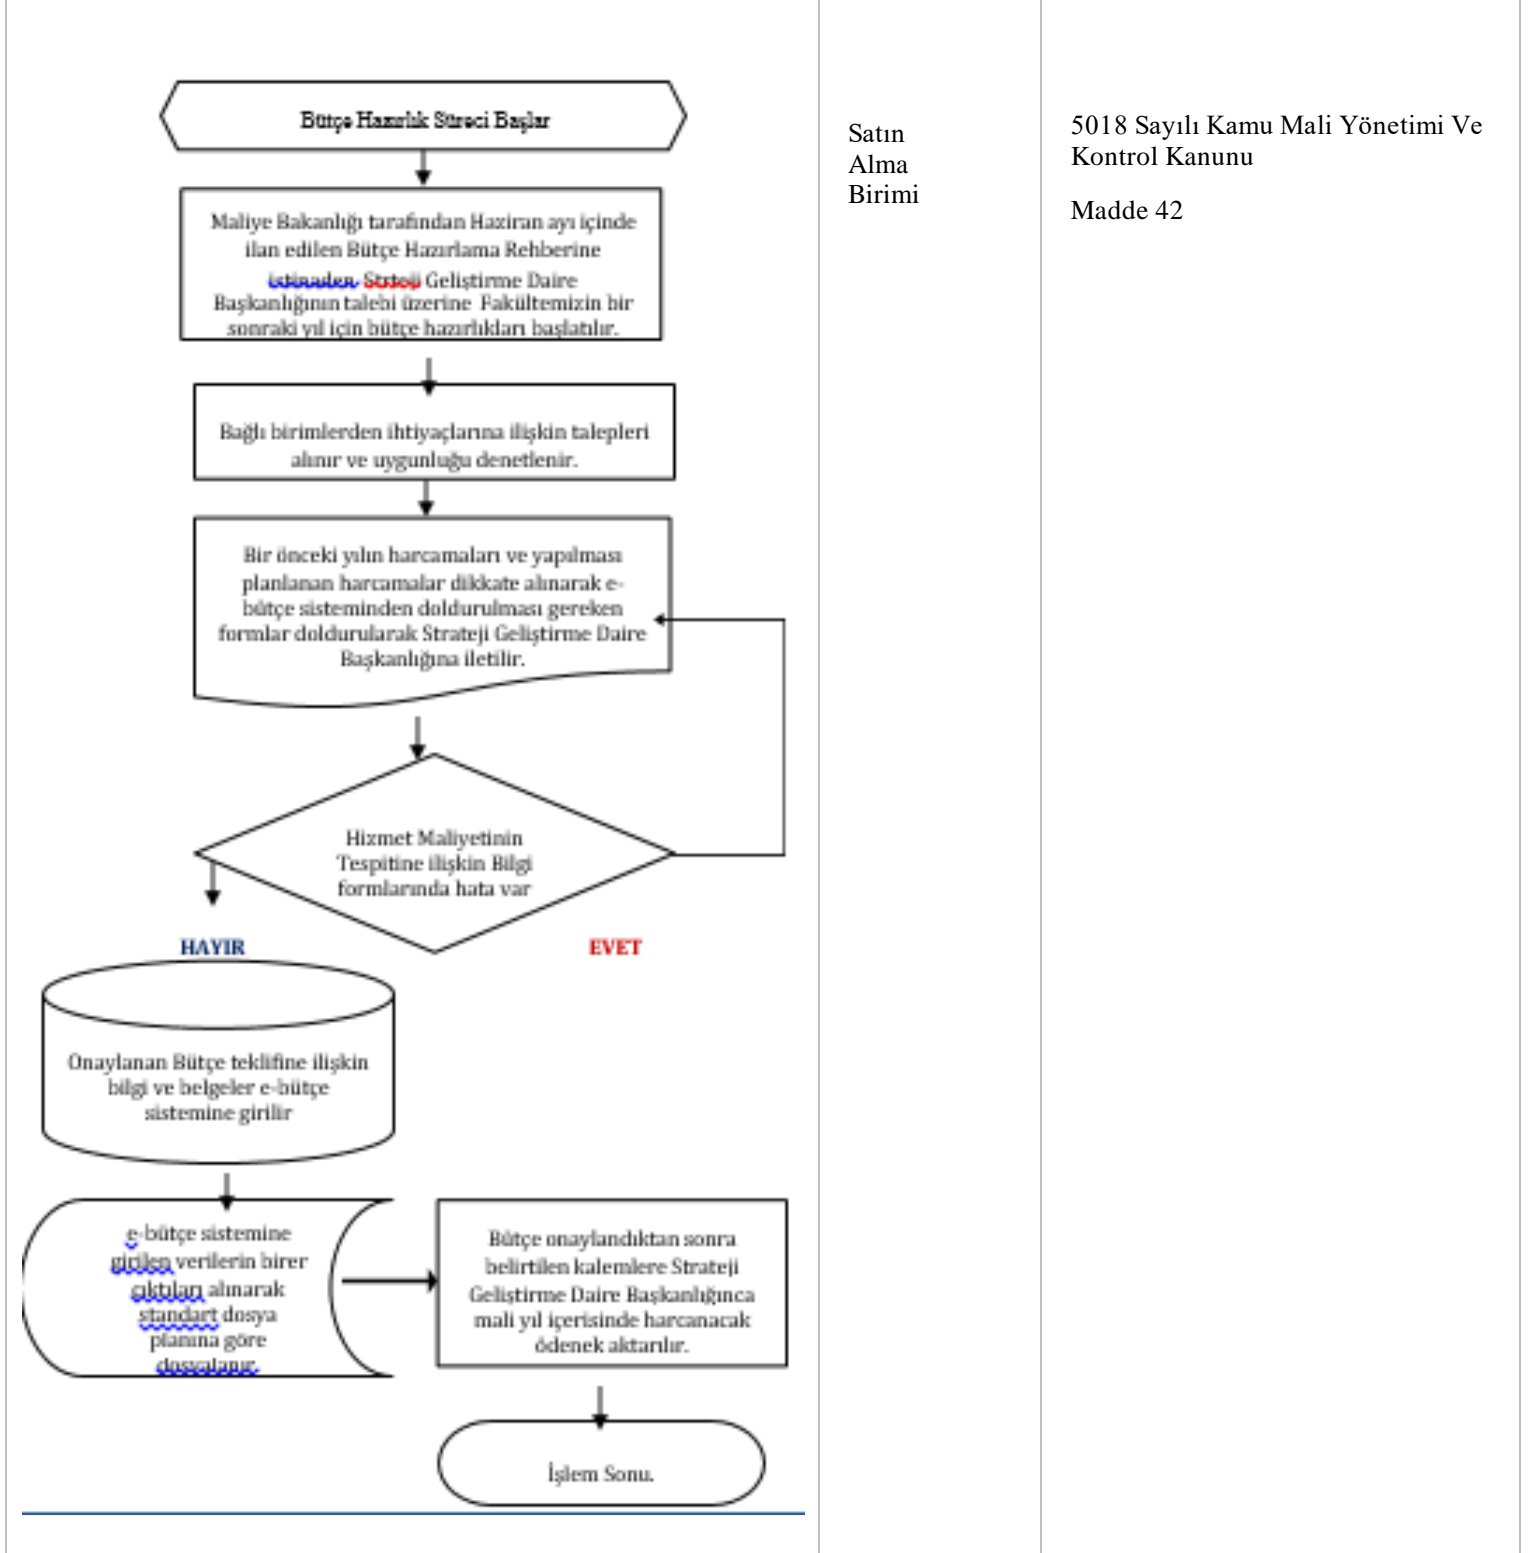 Bütçe Hazırlık Süreci Başlar
Maliye Bakanlığı tarafından Haziran ayı içinde
ilan edilen Bütçe Hazırlama Rehberine
istinaden Strteji Geliştirme Daire
Başkanlığının talebi üzerine Fakültemizin bir
sonraki yıl için bütçe hazırlıkları başlatılır.
Bağlı birimlerden ihtiyaçlarına ilişkin talepleri
alınır ve uygunluğu denetlenir.
Bir önceki yılın harcamaları ve yapılması
planlanan harcamalar dikkate alınarak e-
bütçe sisteminden doldurulması gereken
formlar doldurularak Strateji Geliştirme Daire
Başkanlığına iletilir.
Hizmet Maliyetinin
Tespitine ilişkin Bilgi
formlarında hata var
HAYIR
EVET
Onaylanan Bütçe teklifine ilişkin
bilgi ve belgeler e-bütçe
sistemine girilir
e-bütçe sistemine
girilen verilerin birer
çıktıları alınarak
standart dosya
planına göre
dosyalanır.
Bütçe onaylandıktan sonra
belirtilen kalemlere Strateji
Geliştirme Daire Başkanlığınca
mali yıl içerisinde harcanacak
ödenek aktarılır.
İşlem Sonu.
Satın
Alma
Birimi
5018 Sayılı Kamu Mali Yönetimi Ve
Kontrol Kanunu
Madde 42